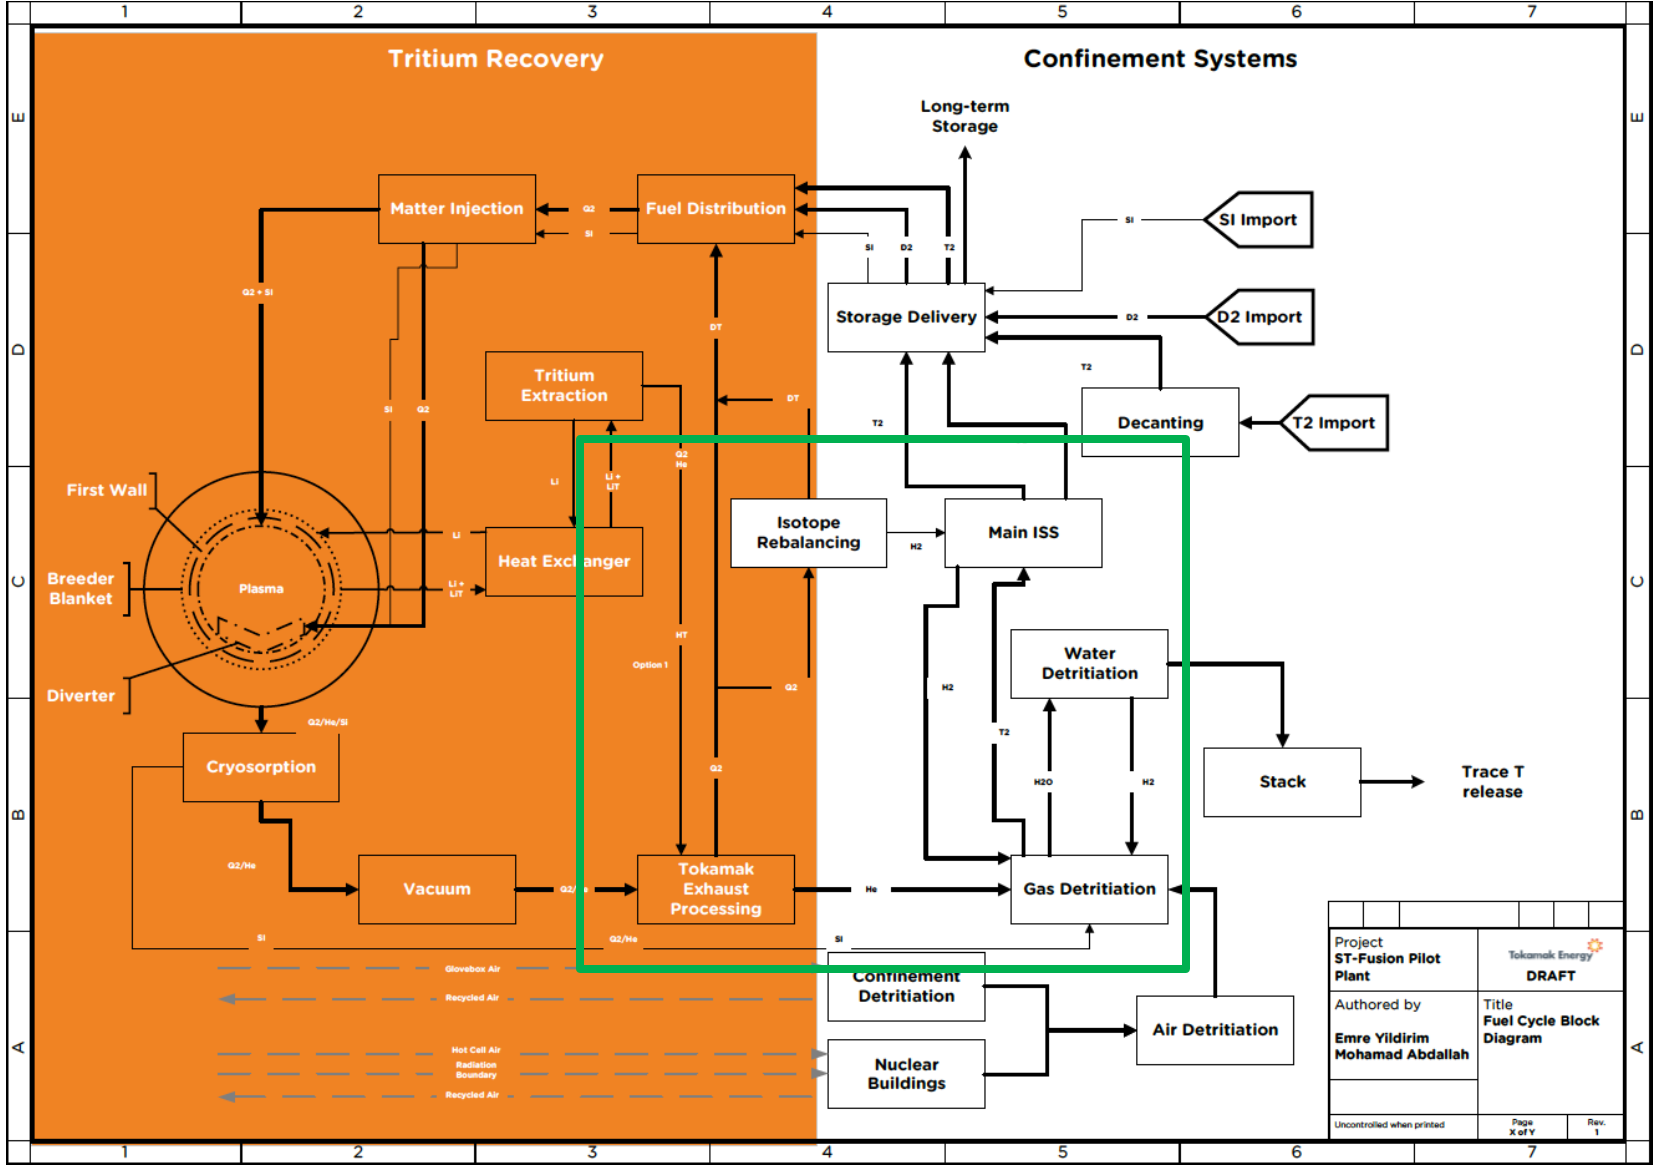 1 2 3 4 5 6 7
E
D
C
B
A
E
D
C
B
A
Tritium Recovery
Confinement Systems
Long-term
Storage
Matter Injection
Q2
SI
Fuel Distribution
SI
D2
T2
SI
SI Import
Q2 + SI
DT
Storage Delivery
D2
D2 Import
Tritium
Extraction
T2
SI
Q2
DT
T2
Decanting
T2 Import
Q2
He
Li
Li +
LiT
First Wall
Isotope
Rebalancing
H2
Main ISS
Li
Heat Exchanger
Breeder
Blanket
Plasma
Li +
LiT
HT
Option 1
Water
Detritiation
Diverter
Q2
H2
Q2/He/SI
T2
Cryosorption
Q2
H2O
H2
Stack
Trace T
release
Q2/He
Vacuum
Q2/He
Tokamak
Exhaust
Processing
He
Gas Detritiation
SI
Q2/He
SI
Glovebox Air
Confinement
Detritiation
Recycled Air
Air Detritiation
Hot Cell Air
Radiation
Boundary
Nuclear
Buildings
Recycled Air
Project
ST-Fusion Pilot
Plant
Tokamak Energy
DRAFT
Authored by
Emre Yildirim
Mohamad Abdallah
Title
Fuel Cycle Block
Diagram
Uncontrolled when printed
Page
X of Y
Rev.
1
1 2 3 4 5 6 7